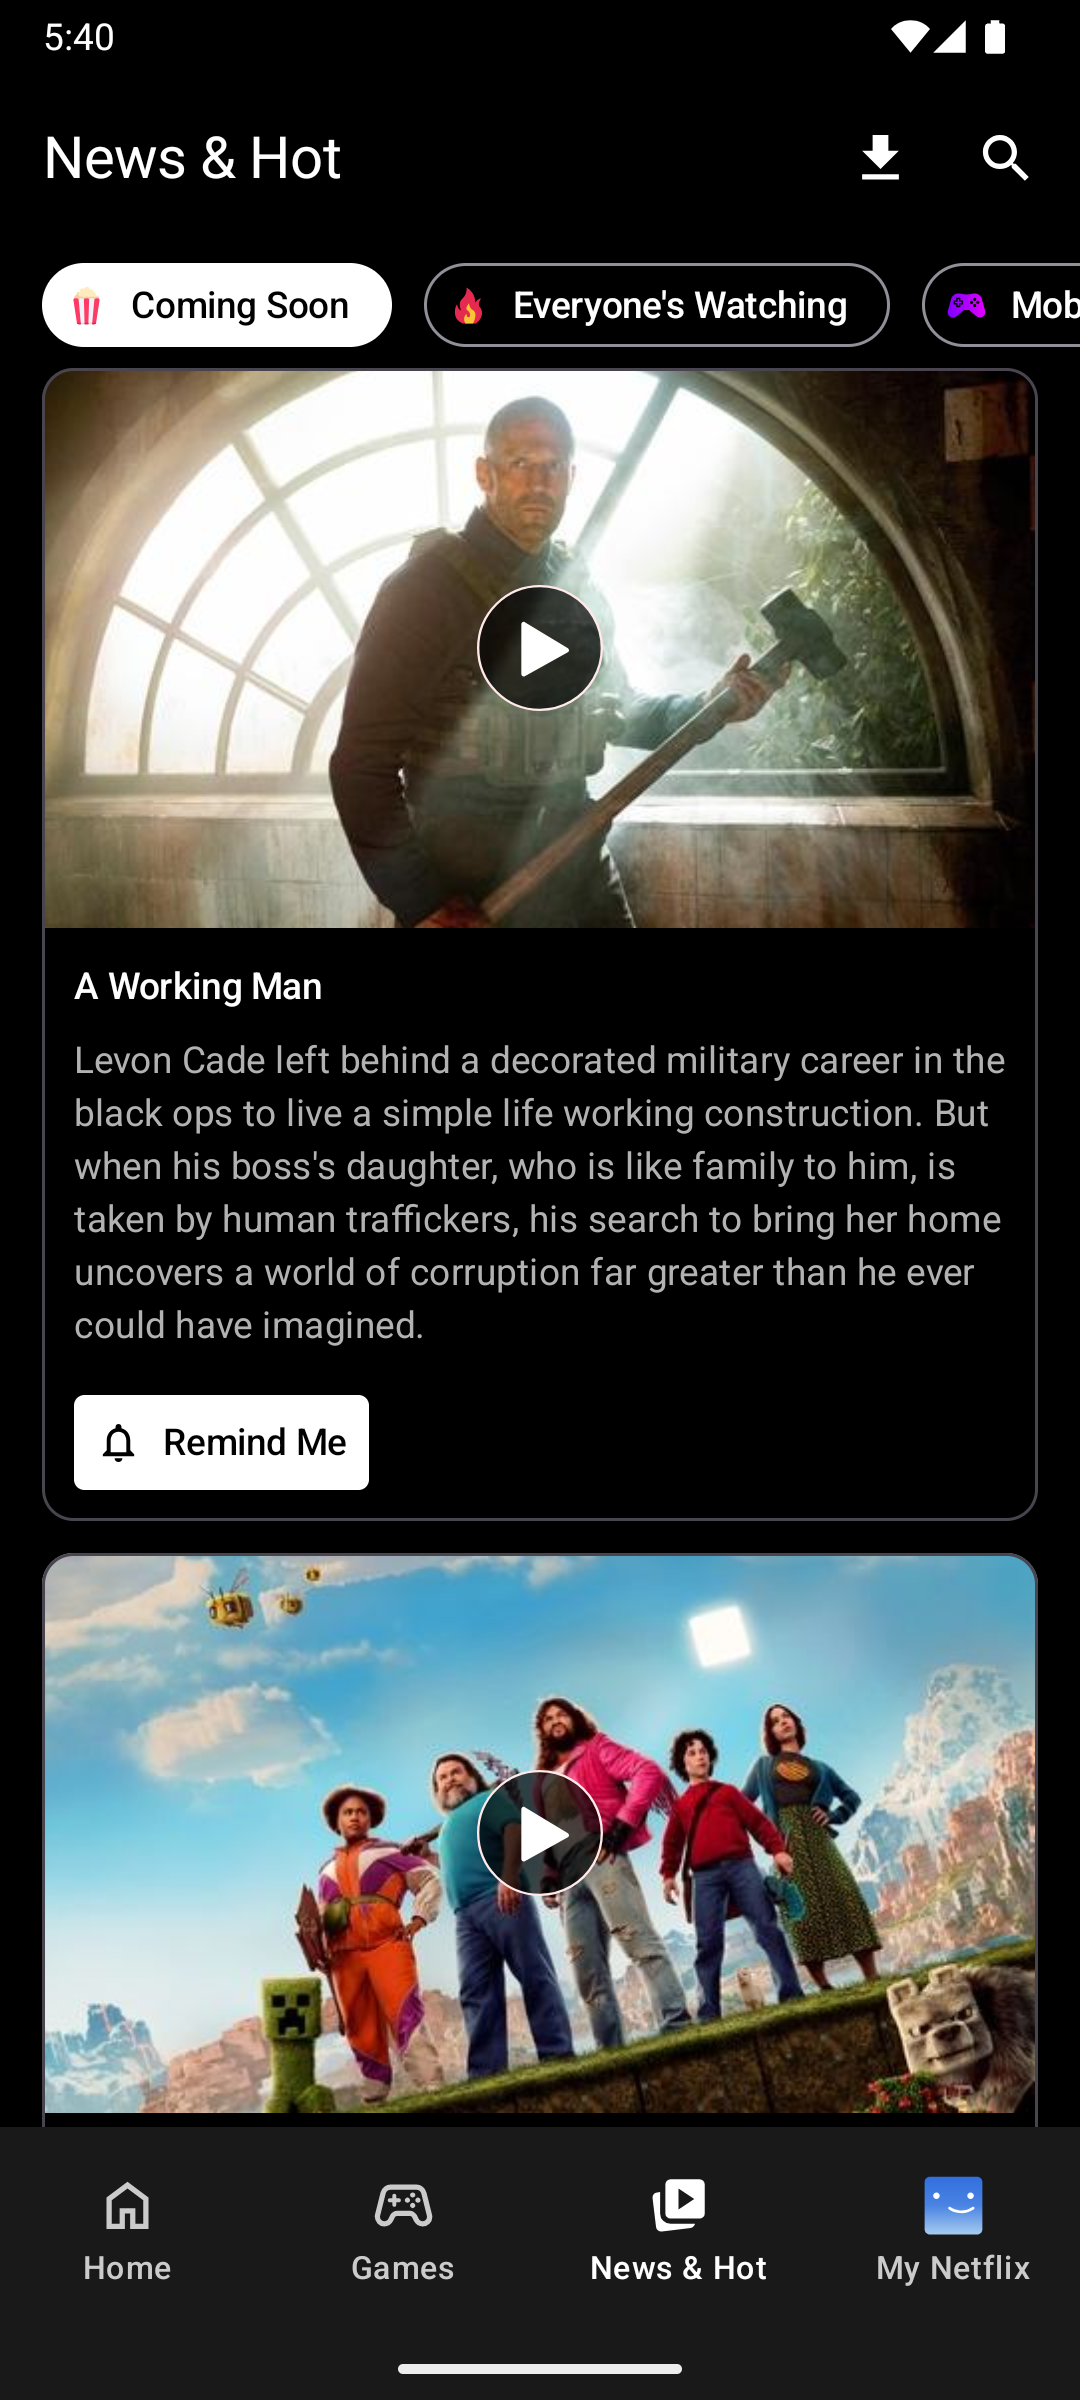 5:40
News & Hot
Coming Soon
Everyone's Watching
Mob
A Working Man
Levon Cade left behind a decorated military career in the
black ops to live a simple life working construction. But
when his boss's daughter, who is like family to him, is
taken by human traffickers, his search to bring her home
uncovers a world of corruption far greater than he ever
could have imagined.
Remind Me
Home
Games
News & Hot
My Netflix